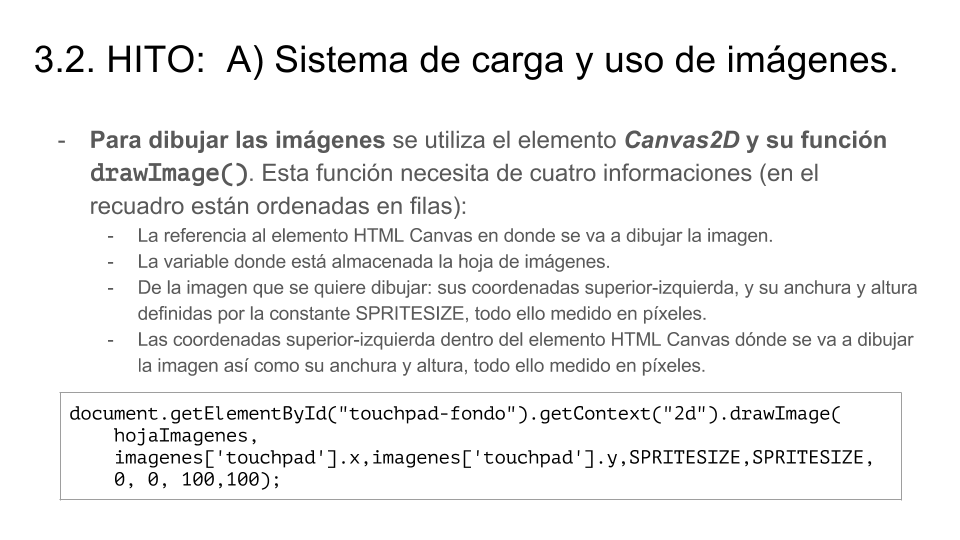 3.2. HITO:  A) Sistema de carga y uso de imágenes.
- Para dibujar las imágenes se utiliza el elemento Canvas2D y su función
drawImage(). Esta función necesita de cuatro informaciones (en el
recuadro están ordenadas en filas):
- La referencia al elemento HTML Canvas en donde se va a dibujar la imagen.
- La variable donde está almacenada la hoja de imágenes.
- De la imagen que se quiere dibujar: sus coordenadas superior-izquierda, y su anchura y altura
definidas por la constante SPRITESIZE, todo ello medido en píxeles.
- Las coordenadas superior-izquierda dentro del elemento HTML Canvas dónde se va a dibujar
la imagen así como su anchura y altura, todo ello medido en píxeles.
document.getElementById("touchpad-fondo").getContext("2d").drawImage(
hojaImagenes,
imagenes['touchpad'].x,imagenes['touchpad'].y,SPRITESIZE,SPRITESIZE,
0, 0, 100,100);